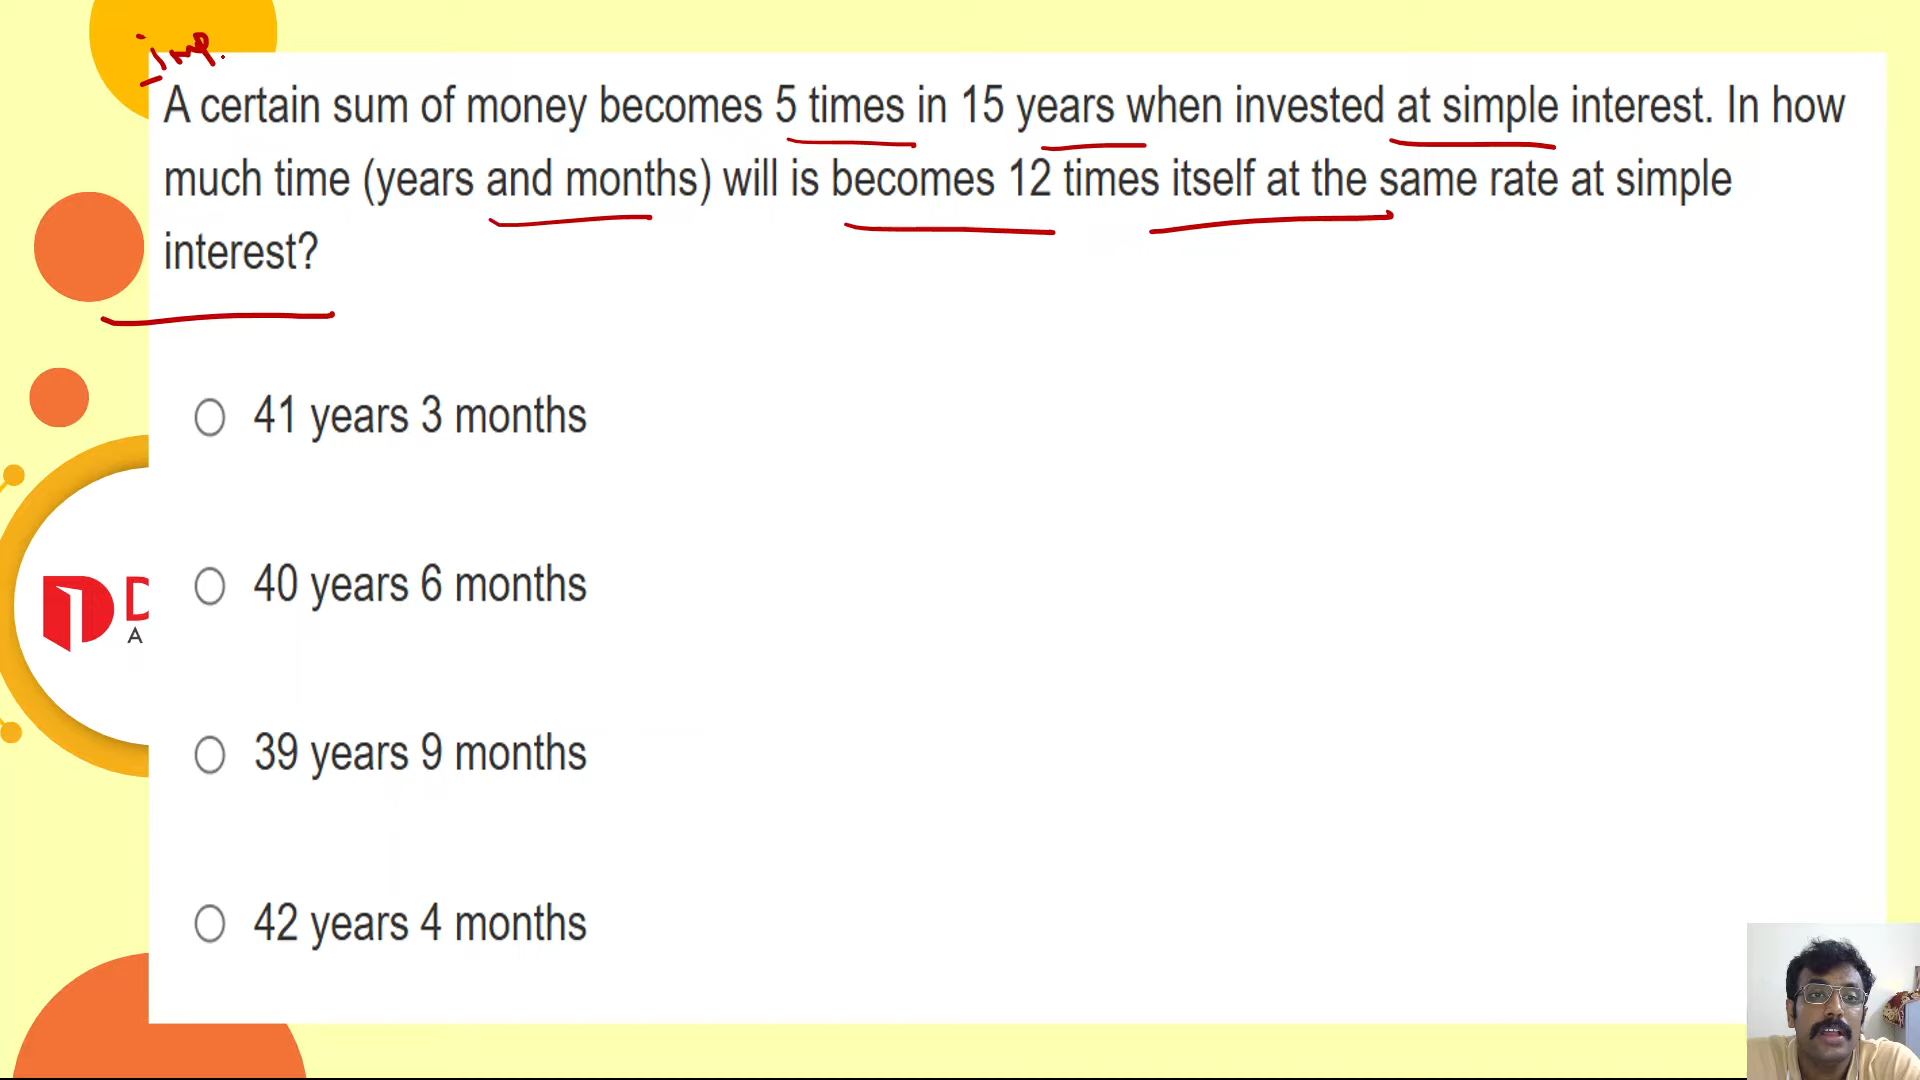 imp.
A certain sum of money becomes 5 times in 15 years when invested at simple interest. In how
much time (years and months) will is becomes 12 times itself at the same rate at simple
interest?
41 years 3 months
40 years 6 months
D
A
39 years 9 months
42 years 4 months